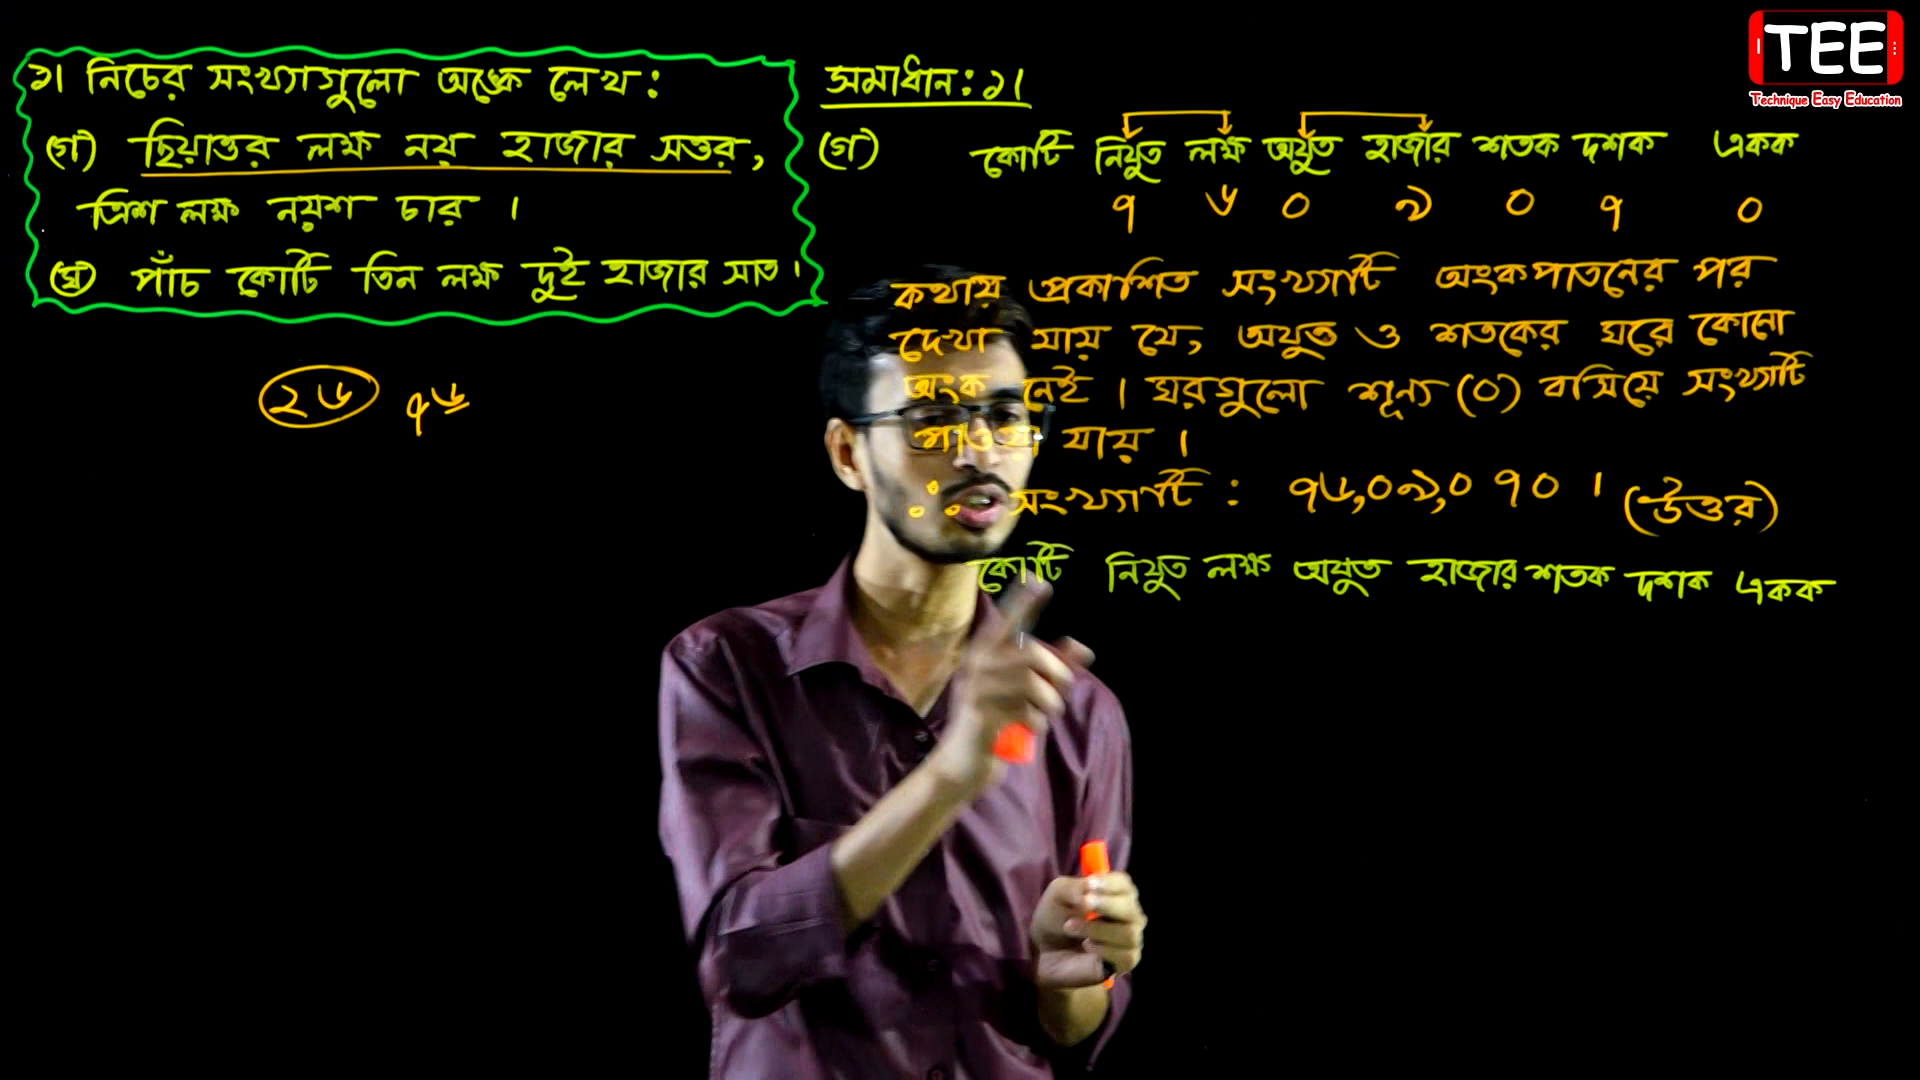 ১। নিচের সংখ্যাগুলো অঙ্কে লেখ:
(গ) ছিয়াত্তর লক্ষ নয় হাজার সত্তর,
ত্রিশ লক্ষ নয়শ চার ।
(ঘ) পাঁচ কোটি তিন লক্ষ দুই হাজার সাত।
২৬ ৭৬
সমাধান: ১।
(গ) কোটি নিযুত লক্ষ অযুত হাজার শতক দশক একক
৭ ৬ ০ ৯ ০ ৭ ০
কথায় প্রকাশিত সংখ্যাটি অংকপাতনের পর
দেখা যায় যে, অযুত ও শতকের ঘরে কোনো
অংক নেই । ঘরগুলো শূন্য (০) বসিয়ে সংখ্যাটি
পাওয়া যায় ।
∴ সংখ্যাটি : ৭৬,০৯,০৭০ । (উত্তর)
কোটি নিযুত লক্ষ অযুত হাজার শতক দশক একক
TEE
Technique Easy Education